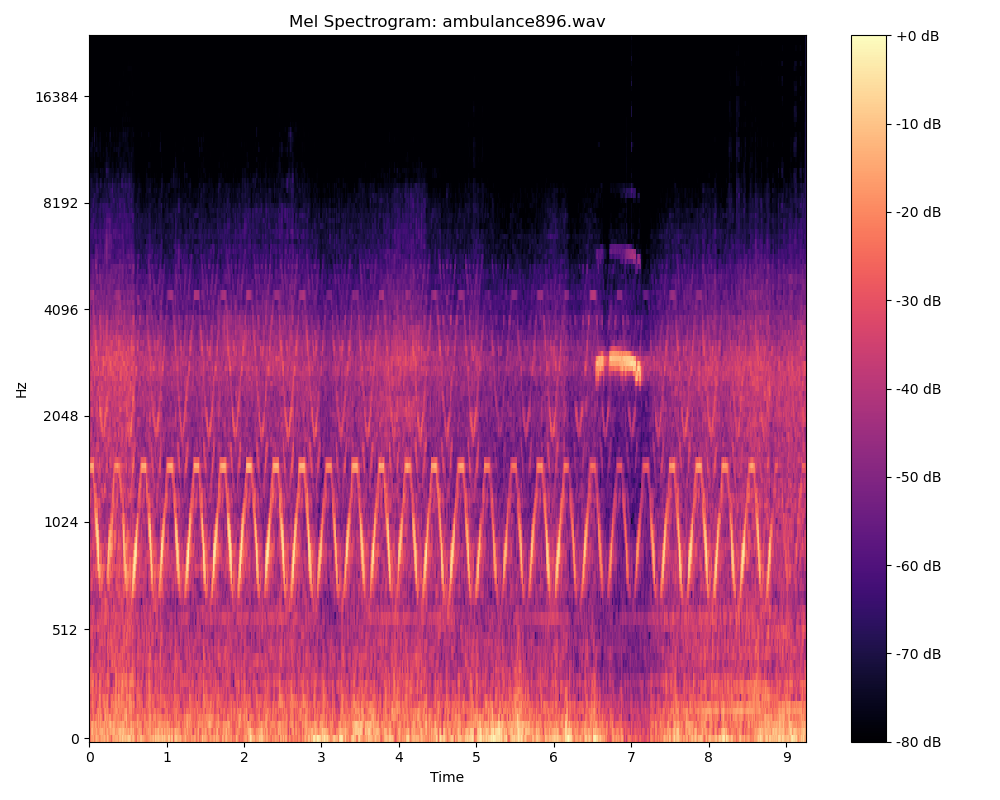 Mel Spectrogram: ambulance896.wav
+0 dB
16384
-10 dB
8192
-20 dB
4096
-30 dB
Hz
2048
-40 dB
-50 dB
1024
-60 dB
512
-70 dB
0
-80 dB
0 1 2 3 4 5 6 7 8 9
Time